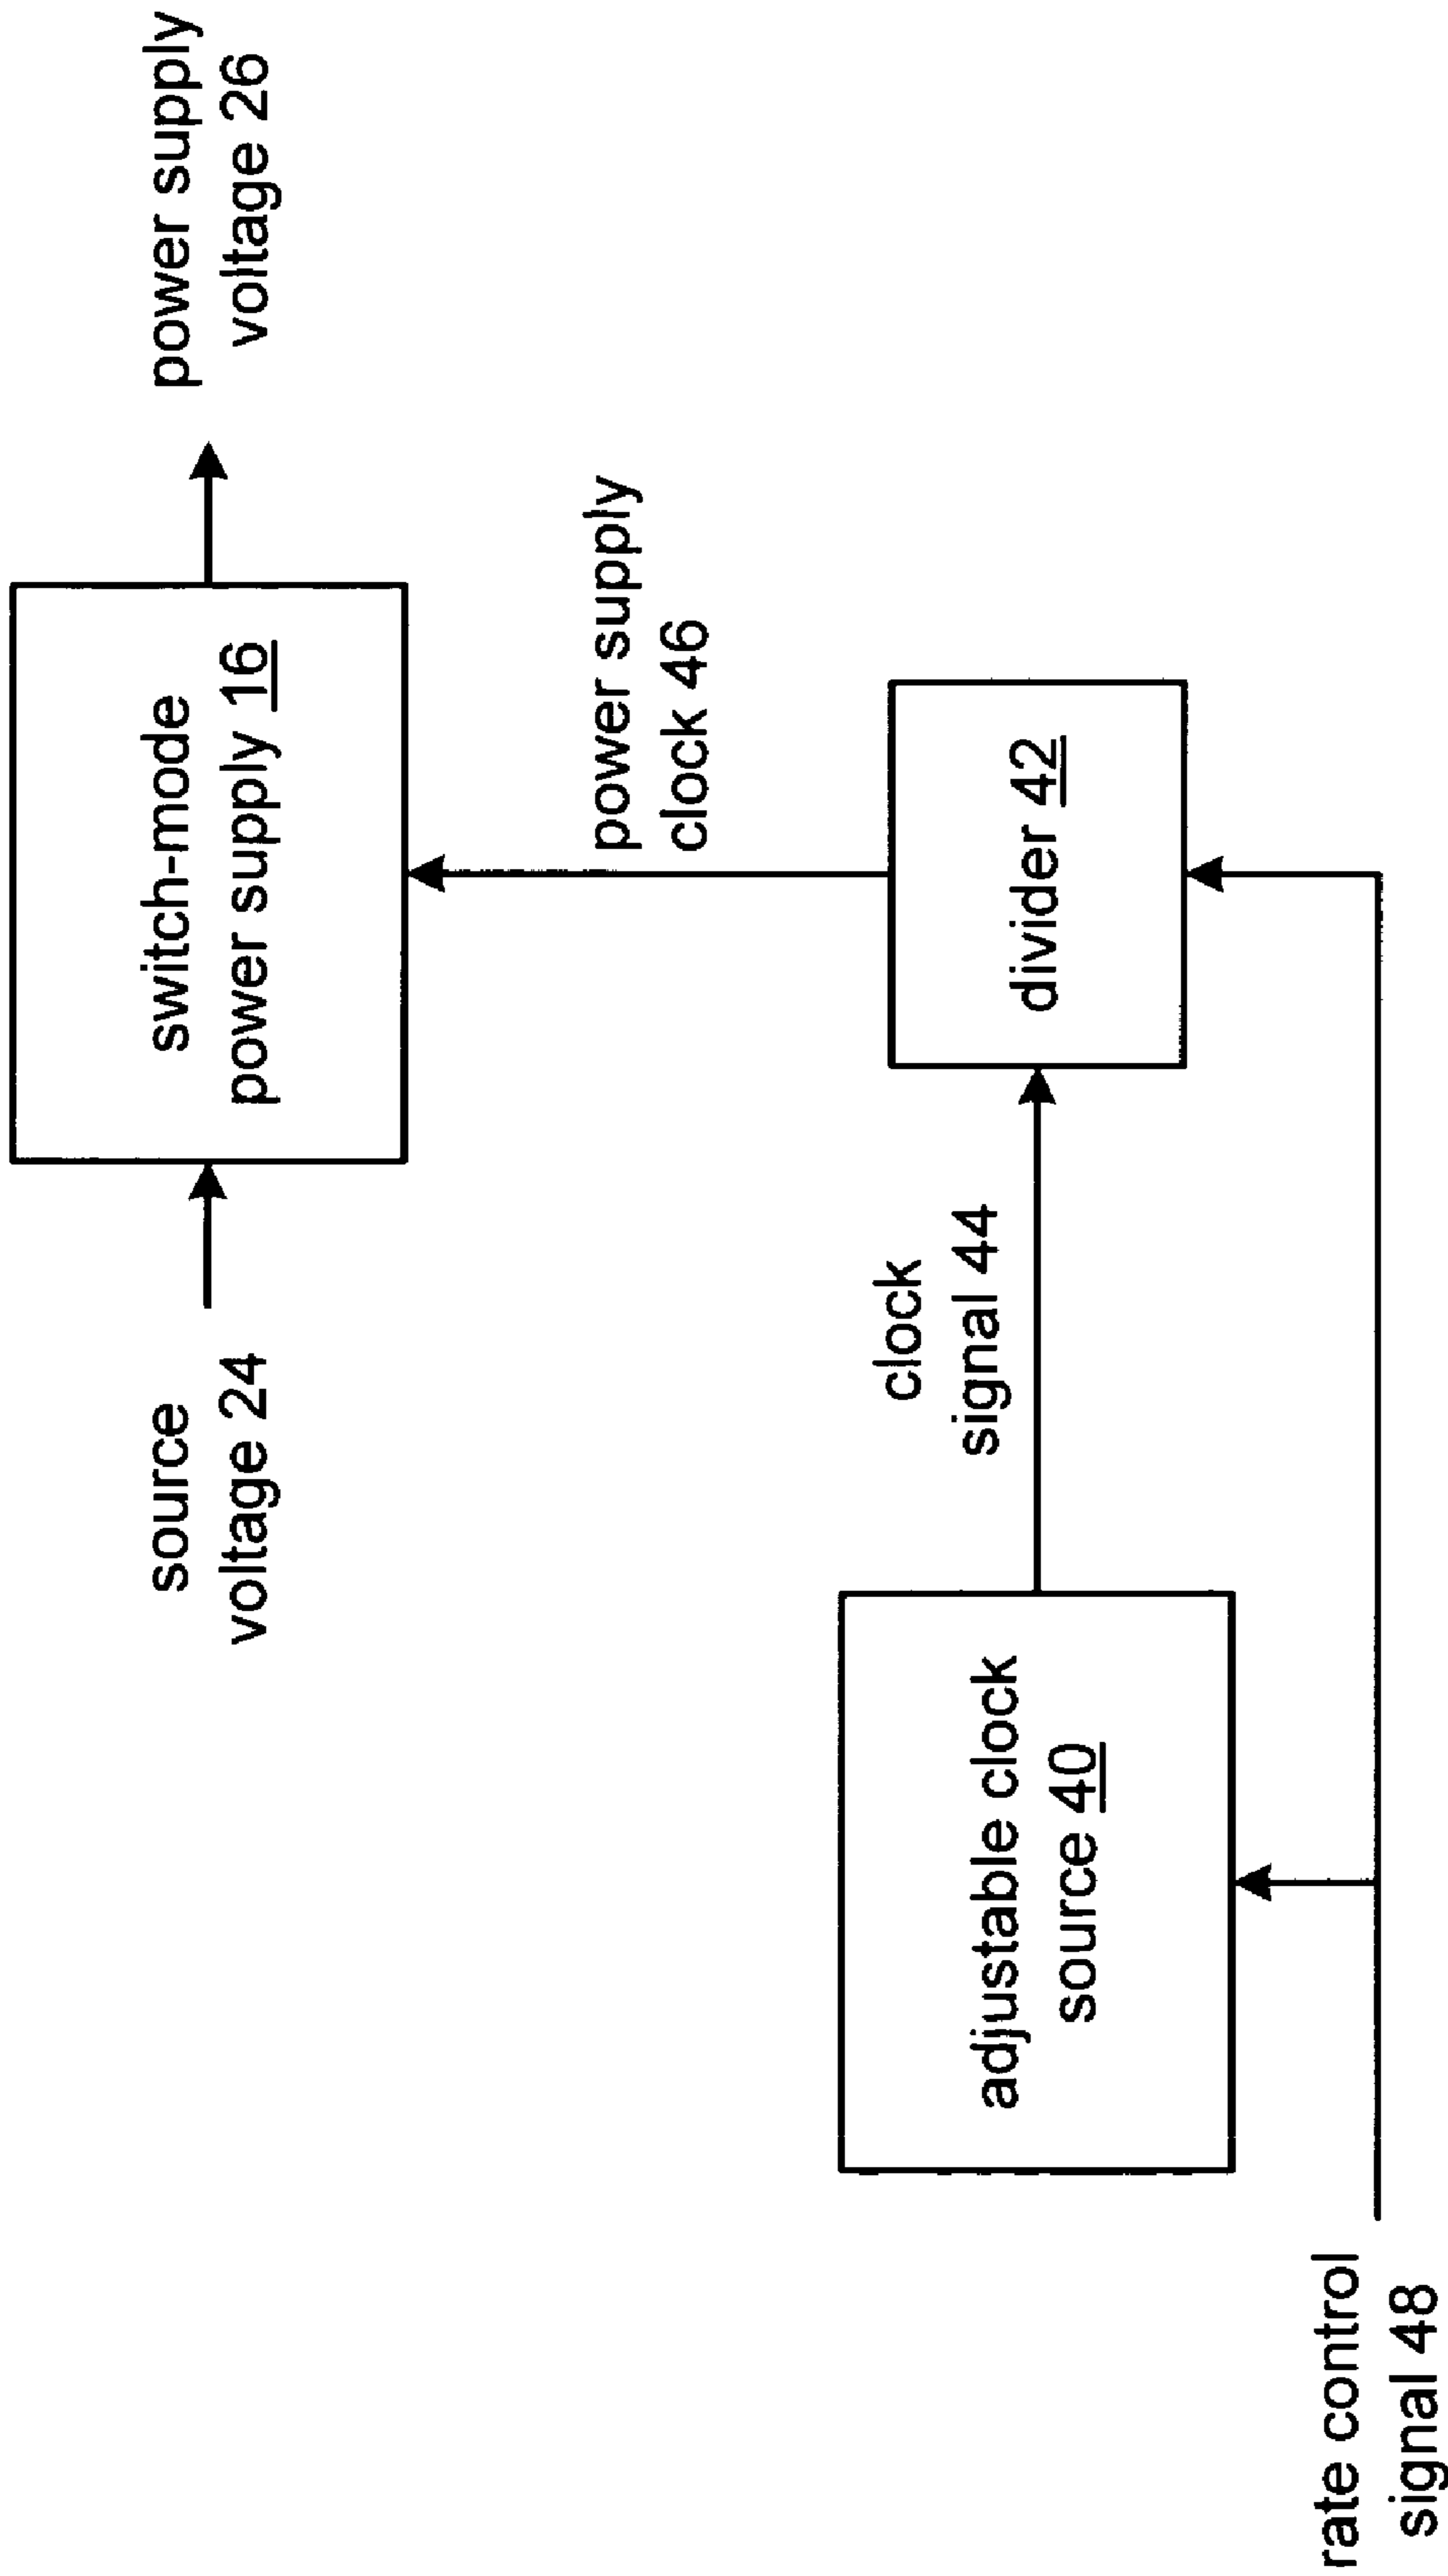 source
voltage 24
switch-mode
power supply 16
power supply
voltage 26
power supply
clock 46
adjustable clock
source 40
clock
signal 44
divider 42
rate control
signal 48